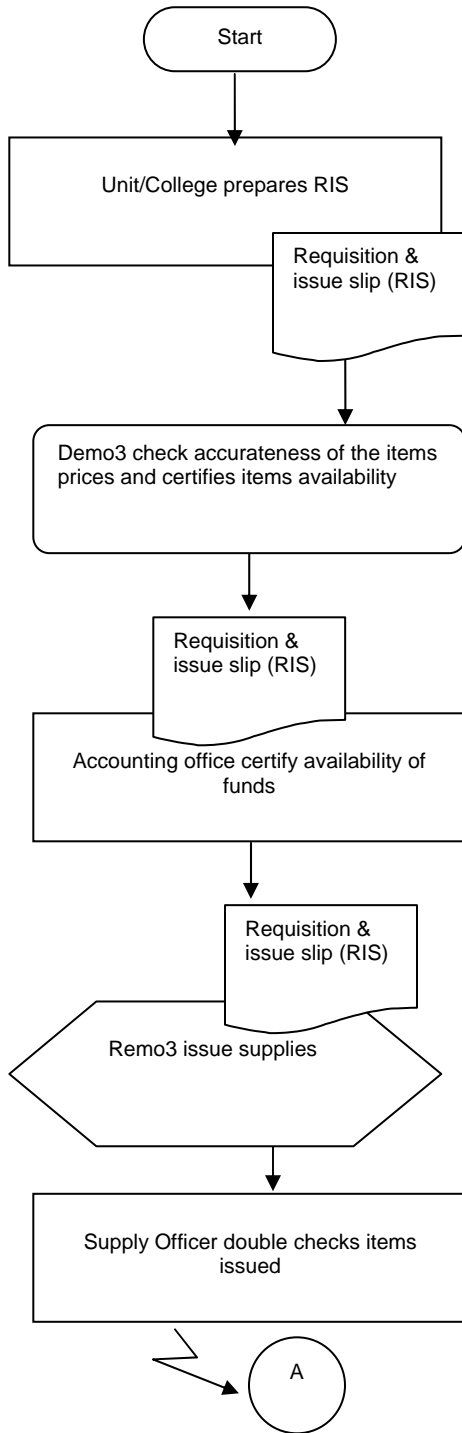 Start
Unit/College prepares RIS
Requisition &
issue slip (RIS)
Demo3 check accurateness of the items
prices and certifies items availability
Requisition &
issue slip (RIS)
Accounting office certify availability of
funds
Requisition &
issue slip (RIS)
Remo3 issue supplies
Supply Officer double checks items
issued
A